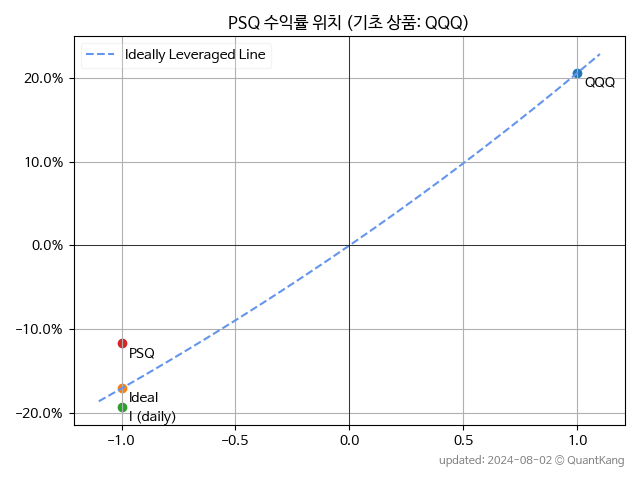 PSQ 수익률 위치 (기초 상품: QQQ)
Ideally Leveraged Line
20.0%
QQQ
10.0%
0.0%
-10.0%
PSQ
Ideal
-20.0%
I (daily)
-1.0 -0.5 0.0 0.5 1.0
updated: 2024-08-02 © QuantKang